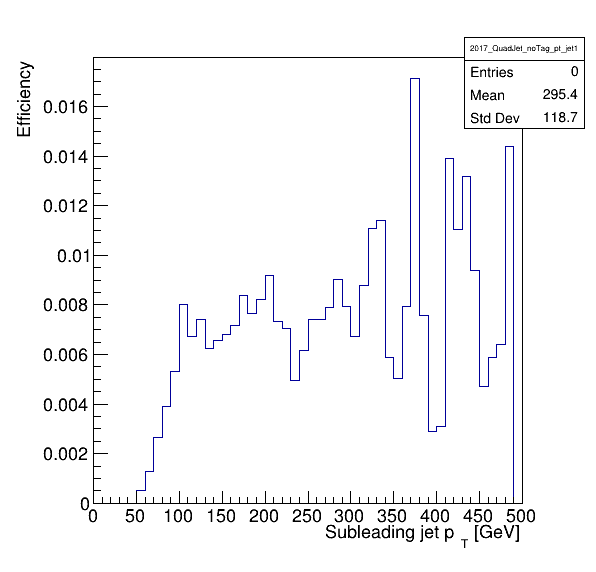 2017_QuadJet_noTag_pt_jet1
Entries 0
Mean 295.4
Std Dev 118.7
Efficiency
0.016
0.014
0.012
0.01
0.008
0.006
0.004
0.002
0
0 50 100 150 200 250 300 350 400 450 500
Subleading jet p T [GeV]